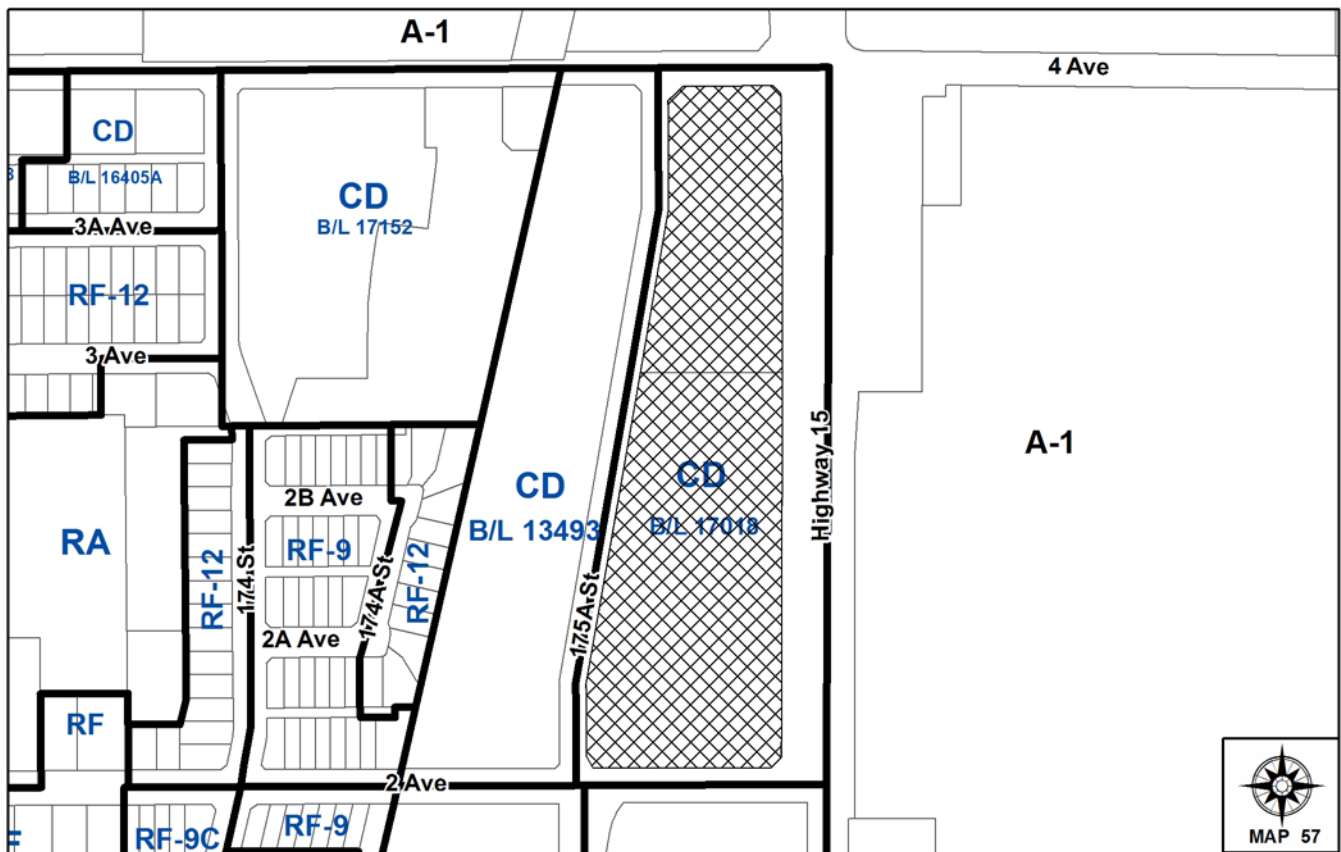 A-1
4 Ave
CD
B/L 16405A
3A Ave
CD
B/L 17152
RF-12
3 Ave
RA
RF-12
174 St
2B Ave
RF-9
2A Ave
174A St
RF-12
CD
B/L 13493
175A St
CD
B/L 17018
Highway 15
A-1
RF
2 Ave
RF-9C
RF-9
MAP 57